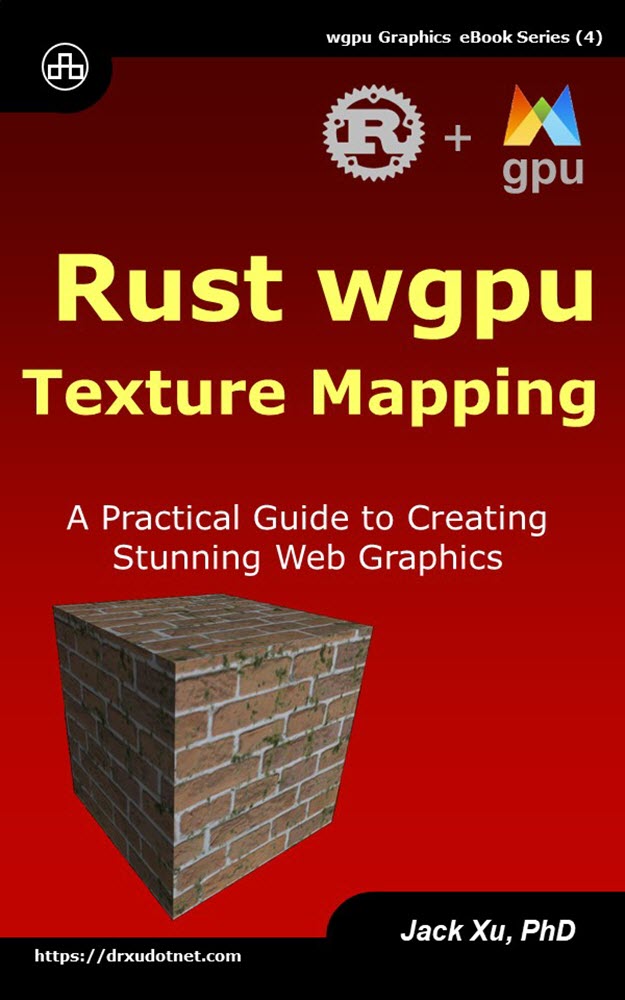 wgpu Graphics eBook Series (4)
R
+
gpu
Rust wgpu
Texture Mapping
A Practical Guide to Creating
Stunning Web Graphics
Jack Xu, PhD
https://drxudotnet.com